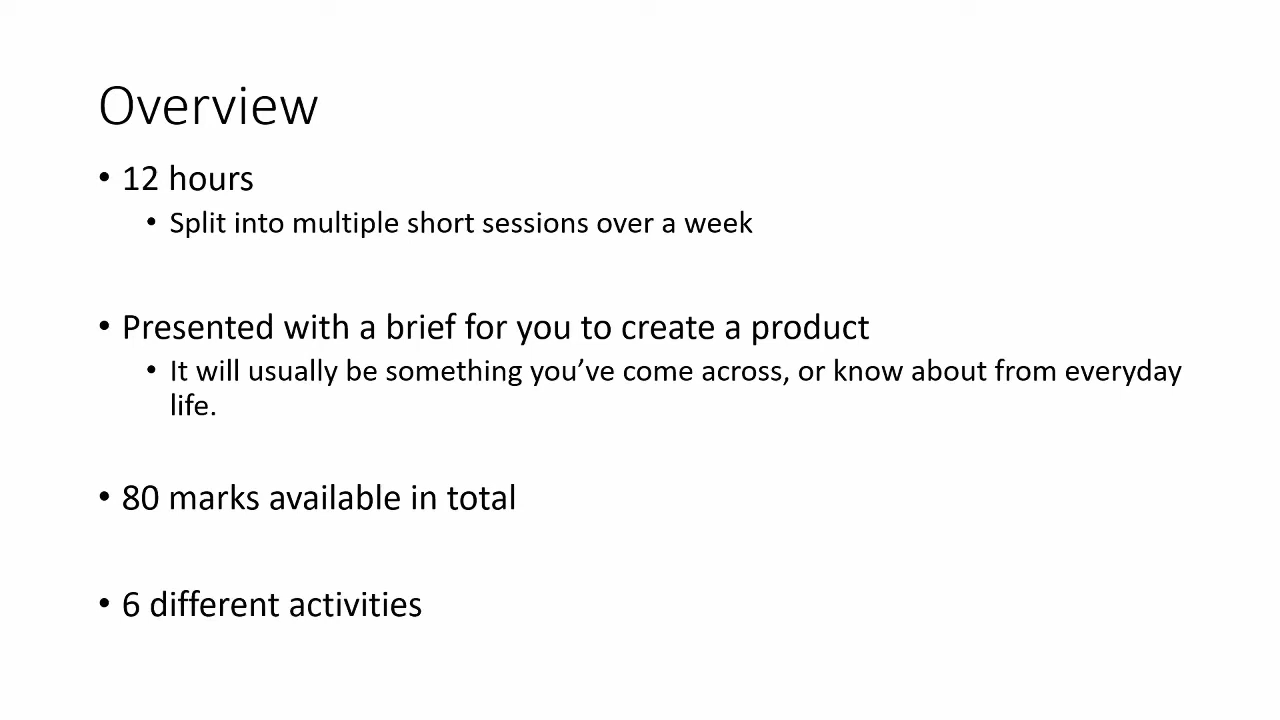 Overview
• 12 hours
• Split into multiple short sessions over a week
• Presented with a brief for you to create a product
• It will usually be something you’ve come across, or know about from everyday
life.
• 80 marks available in total
• 6 different activities